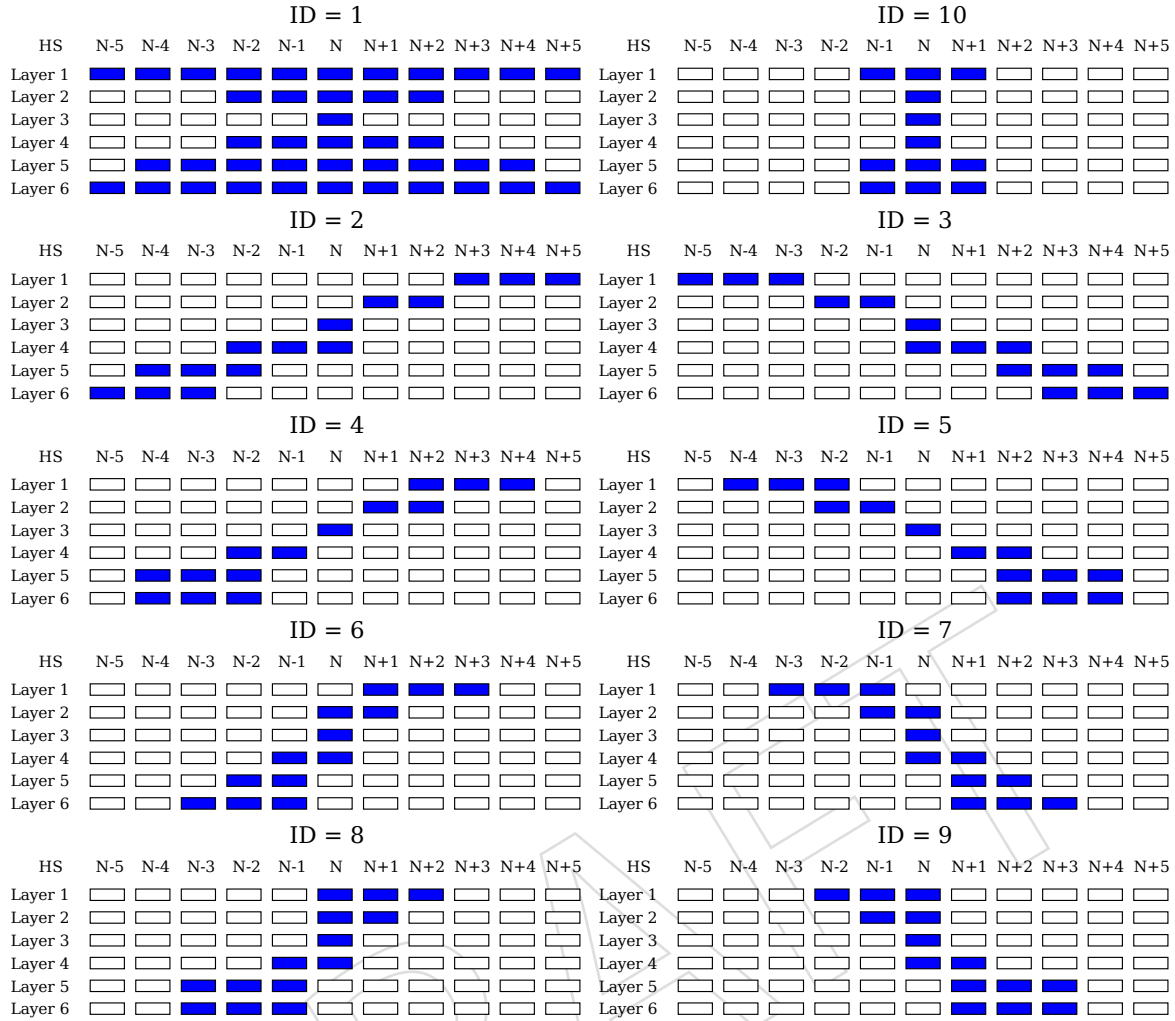 ID = 1
HS N-5 N-4 N-3 N-2 N-1 N N+1 N+2 N+3 N+4 N+5
Layer 1
Layer 2
Layer 3
Layer 4
Layer 5
Layer 6
ID = 10
HS N-5 N-4 N-3 N-2 N-1 N N+1 N+2 N+3 N+4 N+5
Layer 1
Layer 2
Layer 3
Layer 4
Layer 5
Layer 6
ID = 2
HS N-5 N-4 N-3 N-2 N-1 N N+1 N+2 N+3 N+4 N+5
Layer 1
Layer 2
Layer 3
Layer 4
Layer 5
Layer 6
ID = 3
HS N-5 N-4 N-3 N-2 N-1 N N+1 N+2 N+3 N+4 N+5
Layer 1
Layer 2
Layer 3
Layer 4
Layer 5
Layer 6
ID = 4
HS N-5 N-4 N-3 N-2 N-1 N N+1 N+2 N+3 N+4 N+5
Layer 1
Layer 2
Layer 3
Layer 4
Layer 5
Layer 6
ID = 5
HS N-5 N-4 N-3 N-2 N-1 N N+1 N+2 N+3 N+4 N+5
Layer 1
Layer 2
Layer 3
Layer 4
Layer 5
Layer 6
ID = 6
HS N-5 N-4 N-3 N-2 N-1 N N+1 N+2 N+3 N+4 N+5
Layer 1
Layer 2
Layer 3
Layer 4
Layer 5
Layer 6
ID = 7
HS N-5 N-4 N-3 N-2 N-1 N N+1 N+2 N+3 N+4 N+5
Layer 1
Layer 2
Layer 3
Layer 4
Layer 5
Layer 6
ID = 8
HS N-5 N-4 N-3 N-2 N-1 N N+1 N+2 N+3 N+4 N+5
Layer 1
Layer 2
Layer 3
Layer 4
Layer 5
Layer 6
ID = 9
HS N-5 N-4 N-3 N-2 N-1 N N+1 N+2 N+3 N+4 N+5
Layer 1
Layer 2
Layer 3
Layer 4
Layer 5
Layer 6